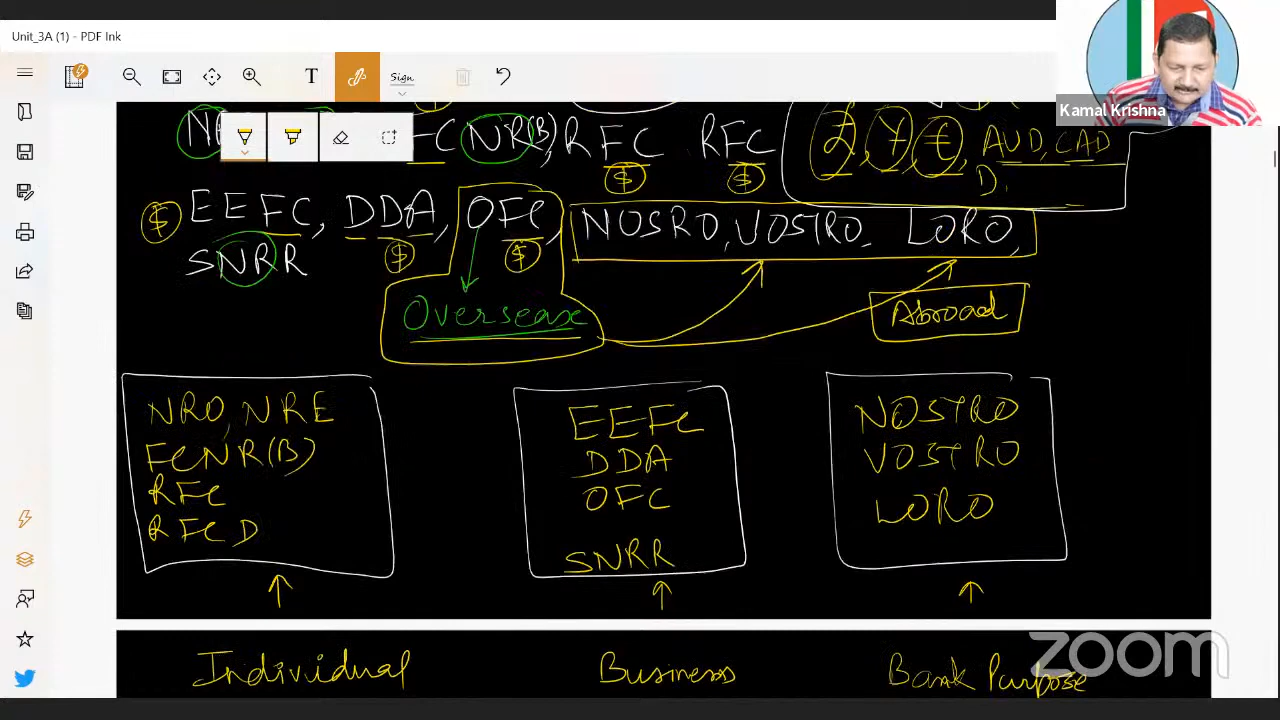 Unit_3A (1) - PDF Ink
T Sign
Kamal Krishna
FC NR(B), RFC RFC £, ¥, €, AUD, CAD
$ $ D.
$ EEFC, DDA, OFC, NOSRO, VOSTRO, LORO,
SNRR $ $
Oversease Abroad
NRO, NRE EEFC NOSTRO
FCNR(B) DDA VOSTRO
RFC OFC LORO
RFC D
SNRR
zoom
Individual Business Bank Purpose